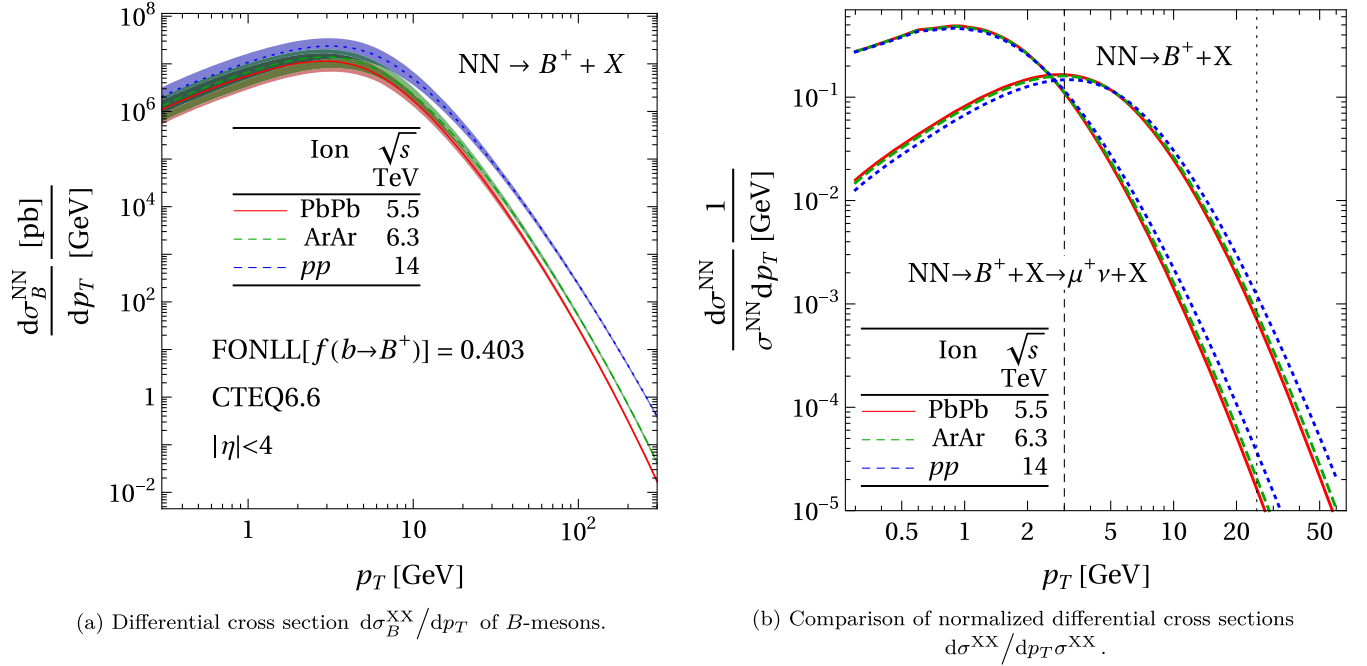 10^8
10^6
10^4
10^2
1
10^-2
dσ_B^NN [pb]
dp_T [GeV]
NN → B^+ + X
Ion √s
TeV
PbPb 5.5
ArAr 6.3
pp 14
FONLL[f(b→B^+)] = 0.403
CTEQ6.6
|η|<4
1 10 10^2
p_T [GeV]
(a) Differential cross section dσ_B^XX/dp_T of B-mesons.
10^-1
10^-2
10^-3
10^-4
10^-5
dσ^NN 1
σ^NN dp_T [GeV]
NN→B^+ + X
NN→B^+ + X→μ^+ν+X
Ion √s
TeV
PbPb 5.5
ArAr 6.3
pp 14
0.5 1 2 5 10 20 50
p_T [GeV]
(b) Comparison of normalized differential cross sections
dσ^XX/dp_Tσ^XX.